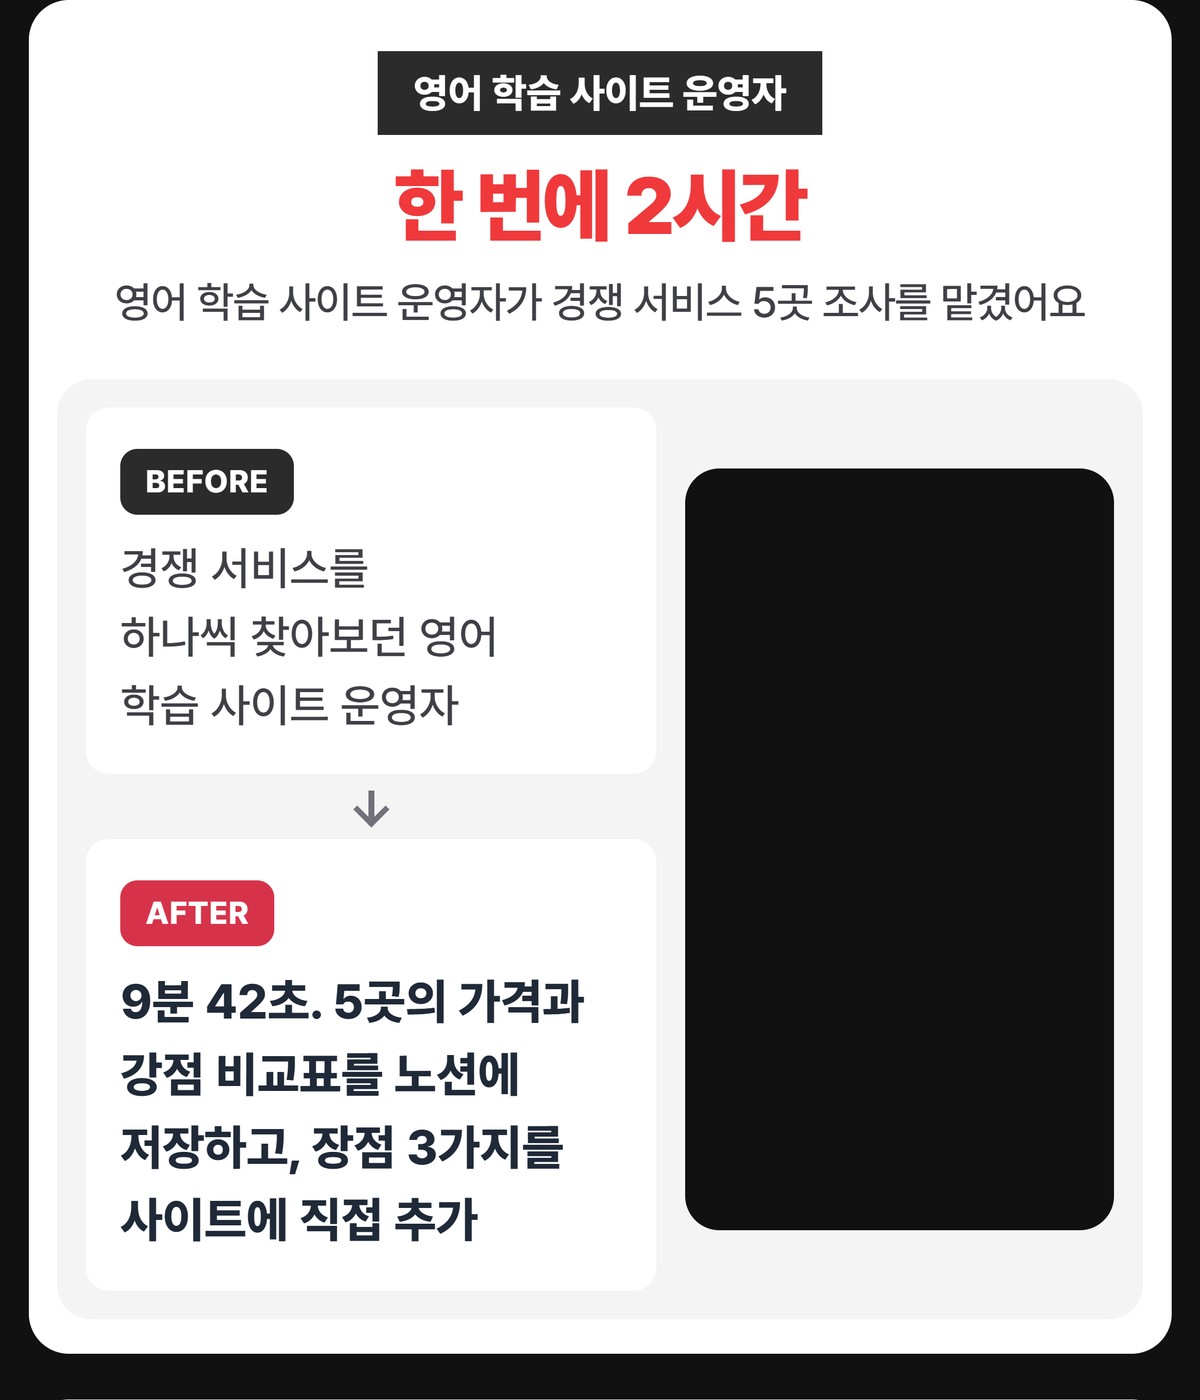 영어 학습 사이트 운영자
한 번에 2시간
영어 학습 사이트 운영자가 경쟁 서비스 5곳 조사를 맡겼어요
BEFORE
경쟁 서비스를
하나씩 찾아보던 영어
학습 사이트 운영자
AFTER
9분 42초. 5곳의 가격과
강점 비교표를 노션에
저장하고, 장점 3가지를
사이트에 직접 추가